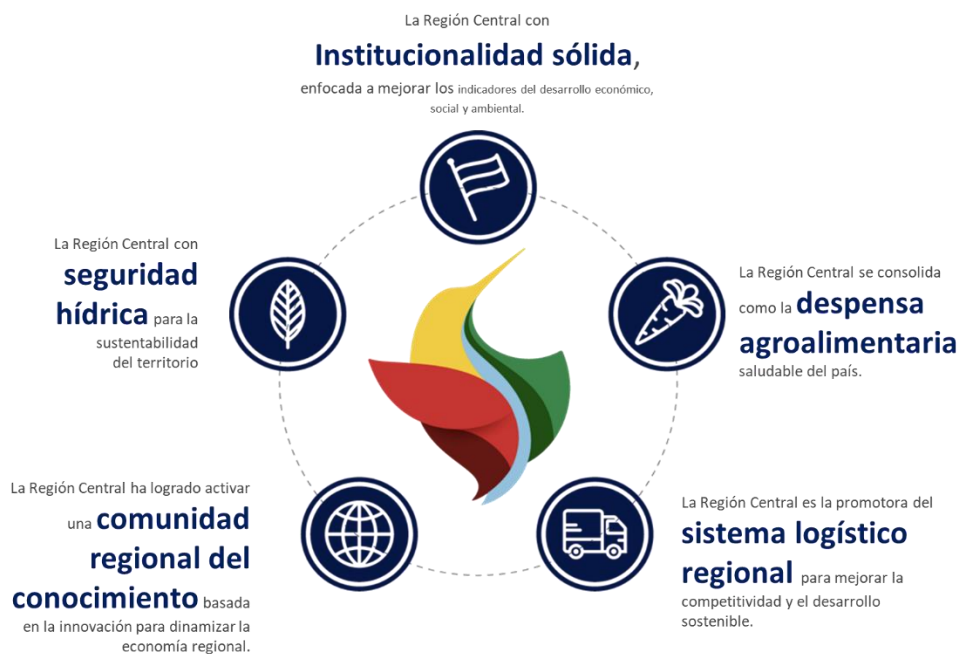 La Región Central con
Institucionalidad sólida,
enfocada a mejorar los indicadores del desarrollo económico,
social y ambiental.
La Región Central con
seguridad
hídrica para la
sustentabilidad
del territorio
La Región Central se consolida
como la despensa
agroalimentaria
saludable del país.
La Región Central ha logrado activar
una comunidad
regional del
conocimiento basada
en la innovación para dinamizar la
economía regional.
La Región Central es la promotora del
sistema logístico
regional para mejorar la
competitividad y el desarrollo
sostenible.